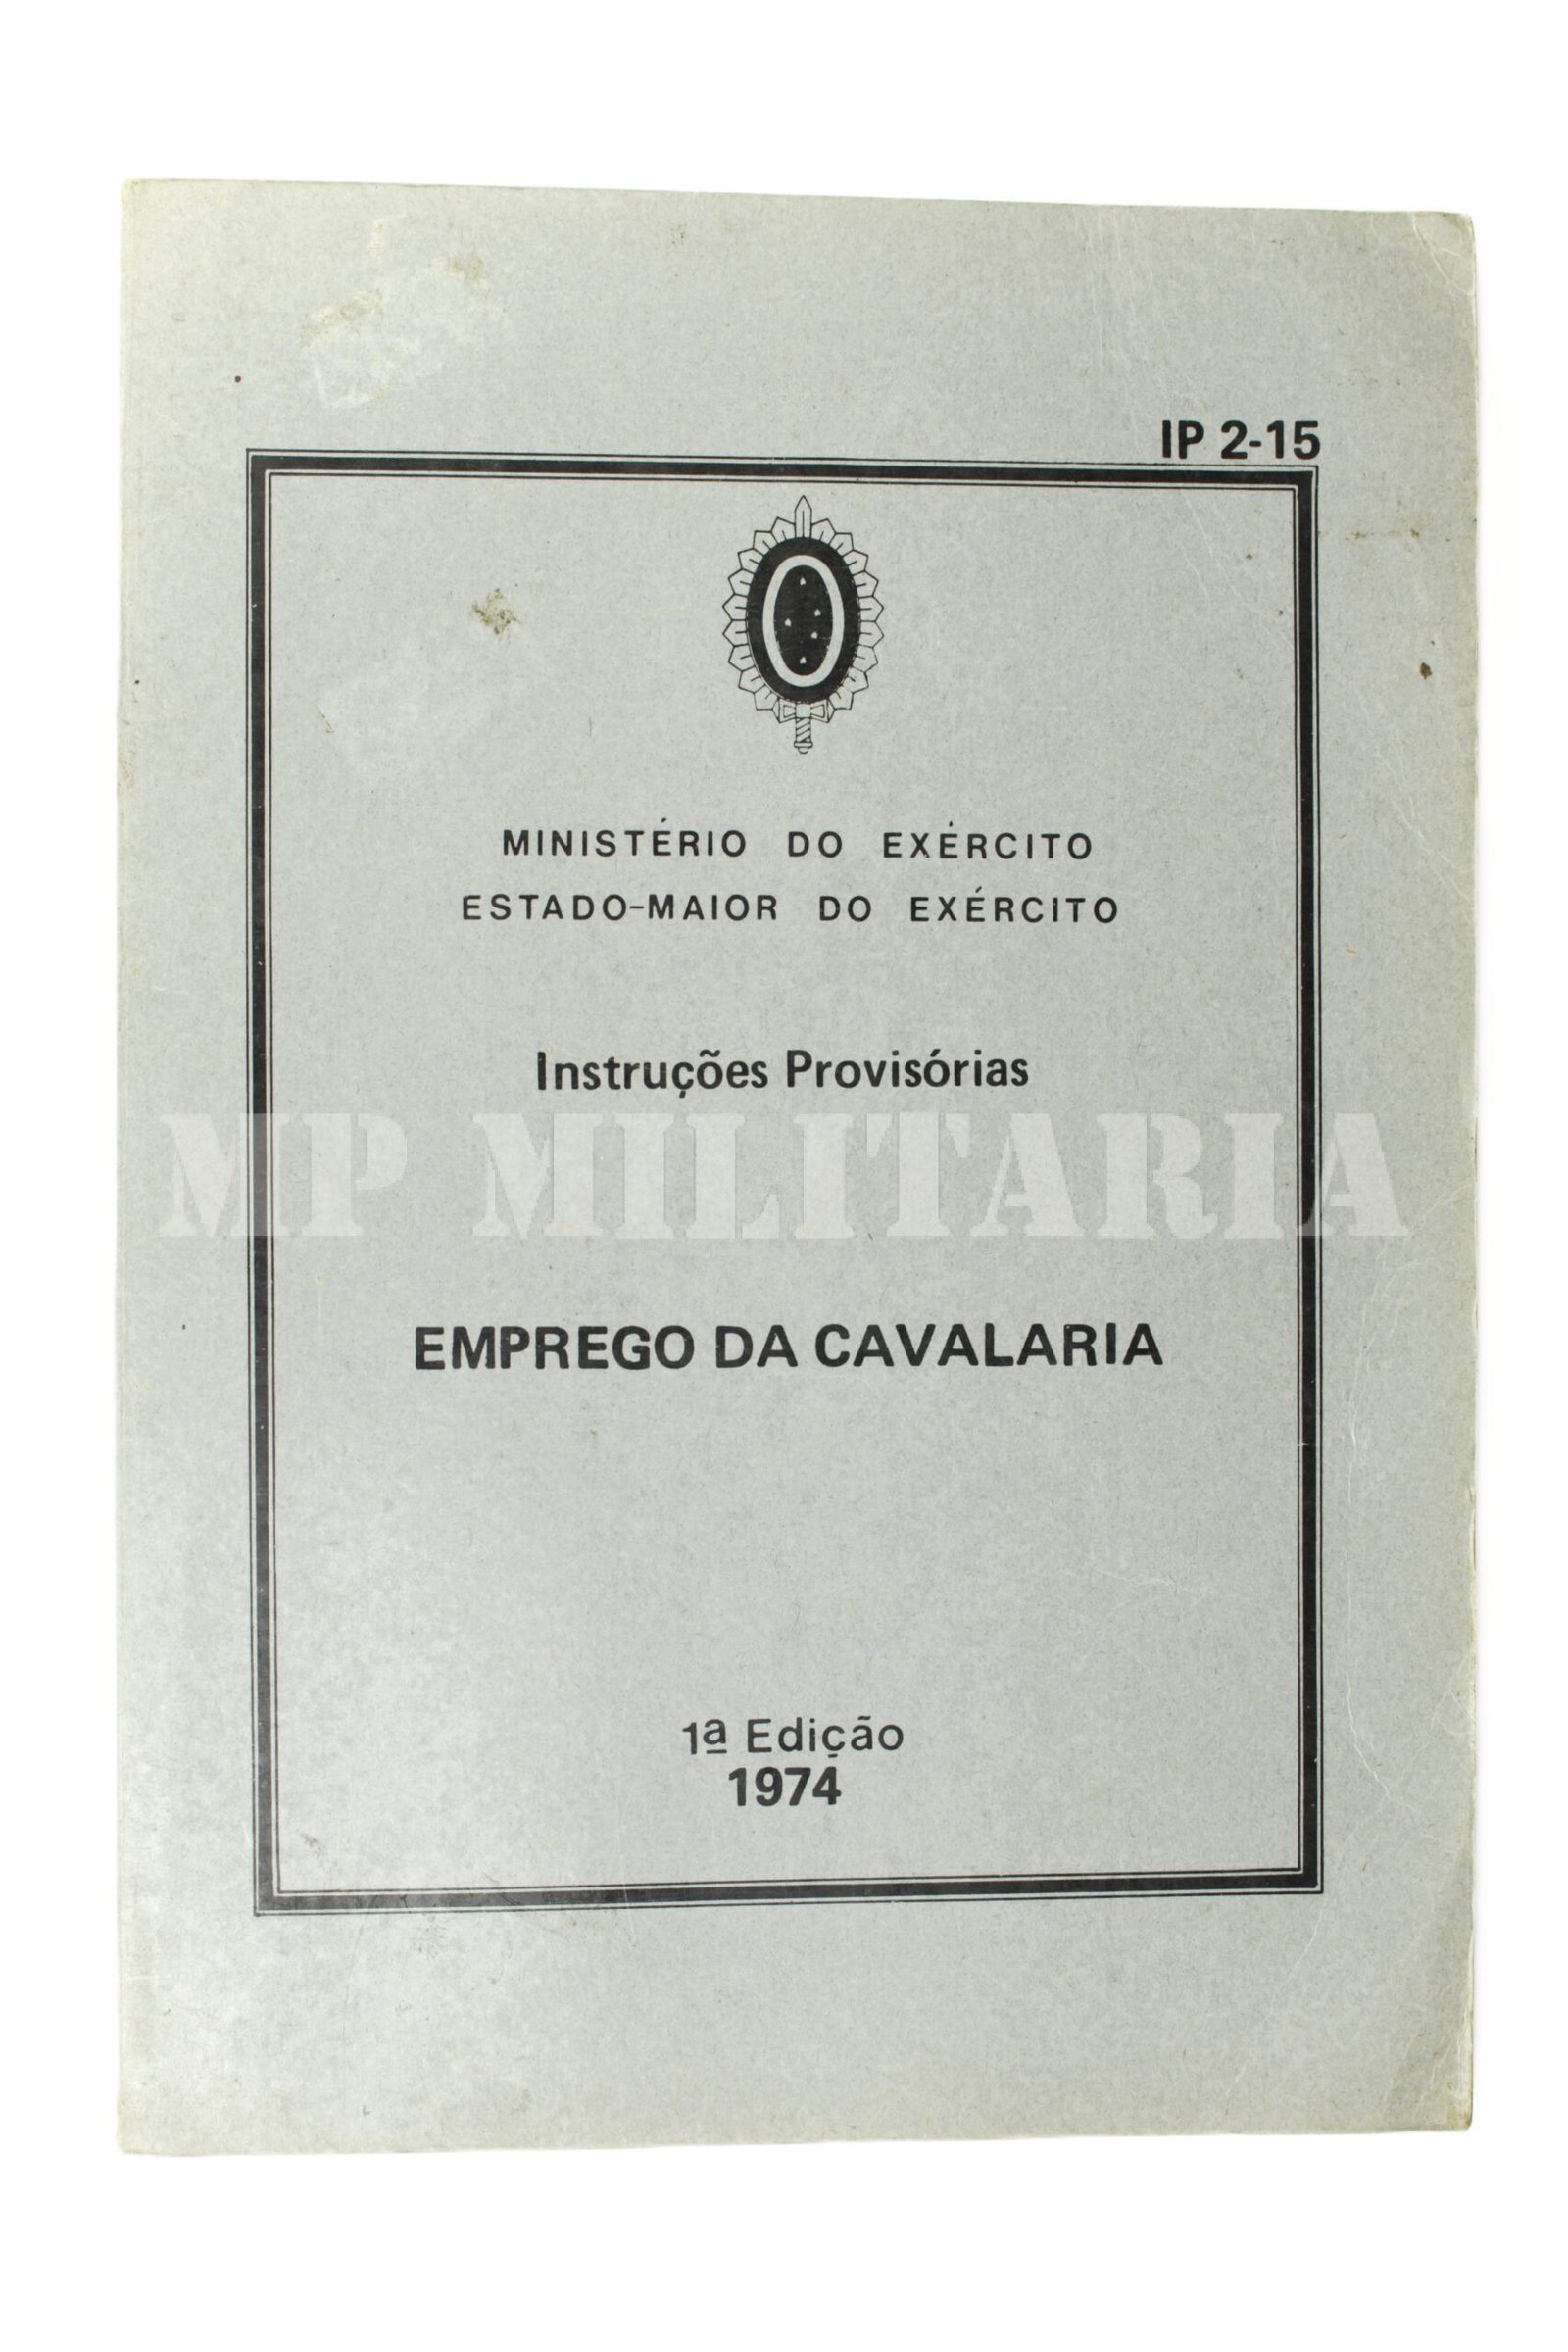 IP 2-15
MINISTÉRIO DO EXÉRCITO
ESTADO-MAIOR DO EXÉRCITO
Instruções Provisórias
MP MILITARIA
EMPREGO DA CAVALARIA
1ª Edição
1974